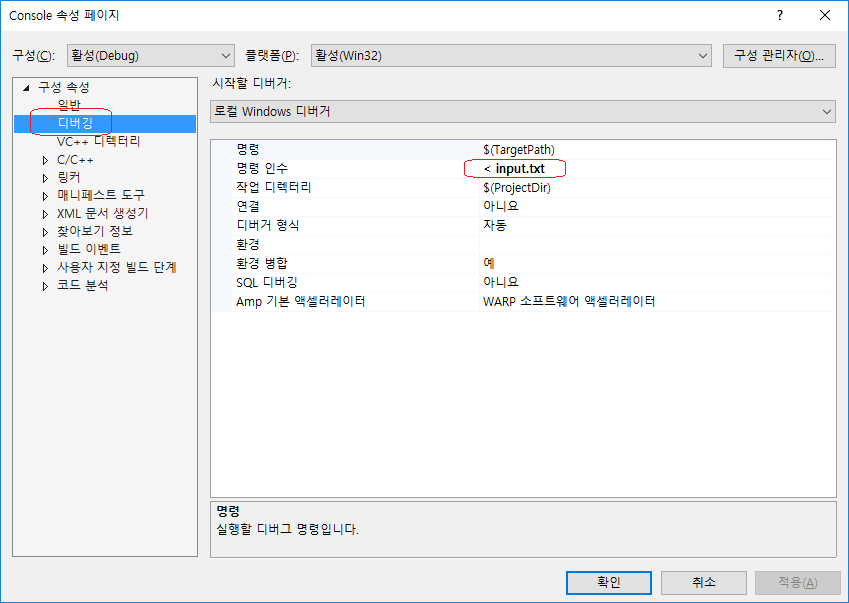 Console 속성 페이지
?
구성(C):
활성(Debug)
플랫폼(P):
활성(Win32)
구성 관리자(O)...
구성 속성
일반
디버깅
VC++ 디렉터리
C/C++
링커
매니페스트 도구
XML 문서 생성기
찾아보기 정보
빌드 이벤트
사용자 지정 빌드 단계
코드 분석
시작할 디버거:
로컬 Windows 디버거
명령 $(TargetPath)
명령 인수 < input.txt
작업 디렉터리 $(ProjectDir)
연결 아니요
디버거 형식 자동
환경
환경 병합 예
SQL 디버깅 아니요
Amp 기본 액셀러레이터 WARP 소프트웨어 액셀러레이터
명령
실행할 디버그 명령입니다.
확인
취소
적용(A)